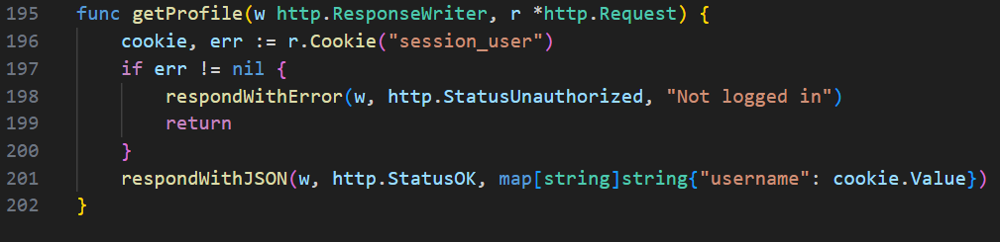 195 func getProfile(w http.ResponseWriter, r *http.Request) {
196 cookie, err := r.Cookie("session_user")
197 if err != nil {
198 respondWithError(w, http.StatusUnauthorized, "Not logged in")
199 return
200 }
201 respondWithJSON(w, http.StatusOK, map[string]string{"username": cookie.Value})
202 }